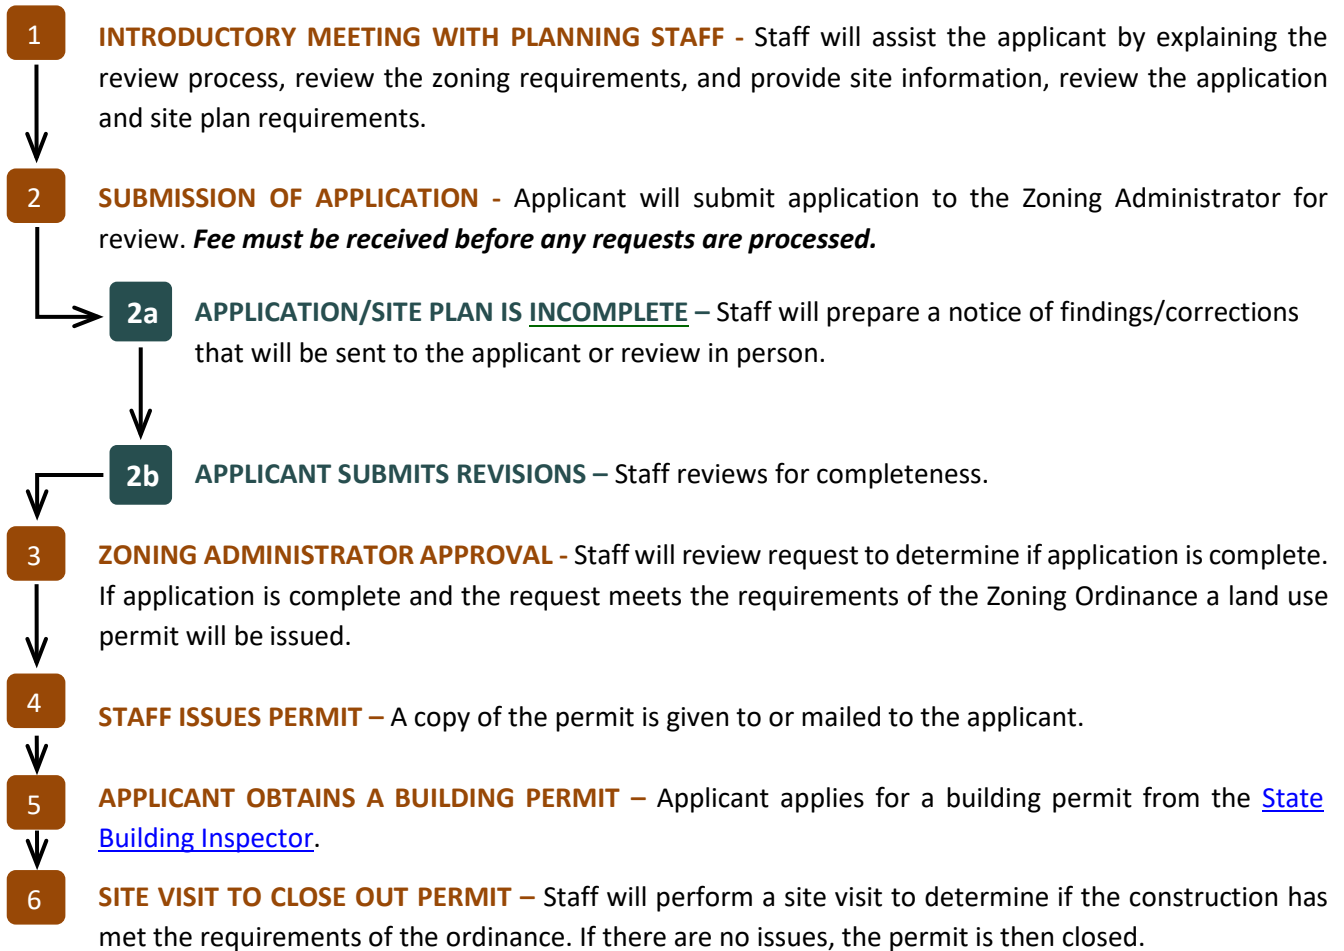 1 INTRODUCTORY MEETING WITH PLANNING STAFF - Staff will assist the applicant by explaining the
review process, review the zoning requirements, and provide site information, review the application
and site plan requirements.
2 SUBMISSION OF APPLICATION - Applicant will submit application to the Zoning Administrator for
review. Fee must be received before any requests are processed.
2a APPLICATION/SITE PLAN IS INCOMPLETE – Staff will prepare a notice of findings/corrections
that will be sent to the applicant or review in person.
2b APPLICANT SUBMITS REVISIONS – Staff reviews for completeness.
3 ZONING ADMINISTRATOR APPROVAL - Staff will review request to determine if application is complete.
If application is complete and the request meets the requirements of the Zoning Ordinance a land use
permit will be issued.
4 STAFF ISSUES PERMIT – A copy of the permit is given to or mailed to the applicant.
5 APPLICANT OBTAINS A BUILDING PERMIT – Applicant applies for a building permit from the State
Building Inspector.
6 SITE VISIT TO CLOSE OUT PERMIT – Staff will perform a site visit to determine if the construction has
met the requirements of the ordinance. If there are no issues, the permit is then closed.